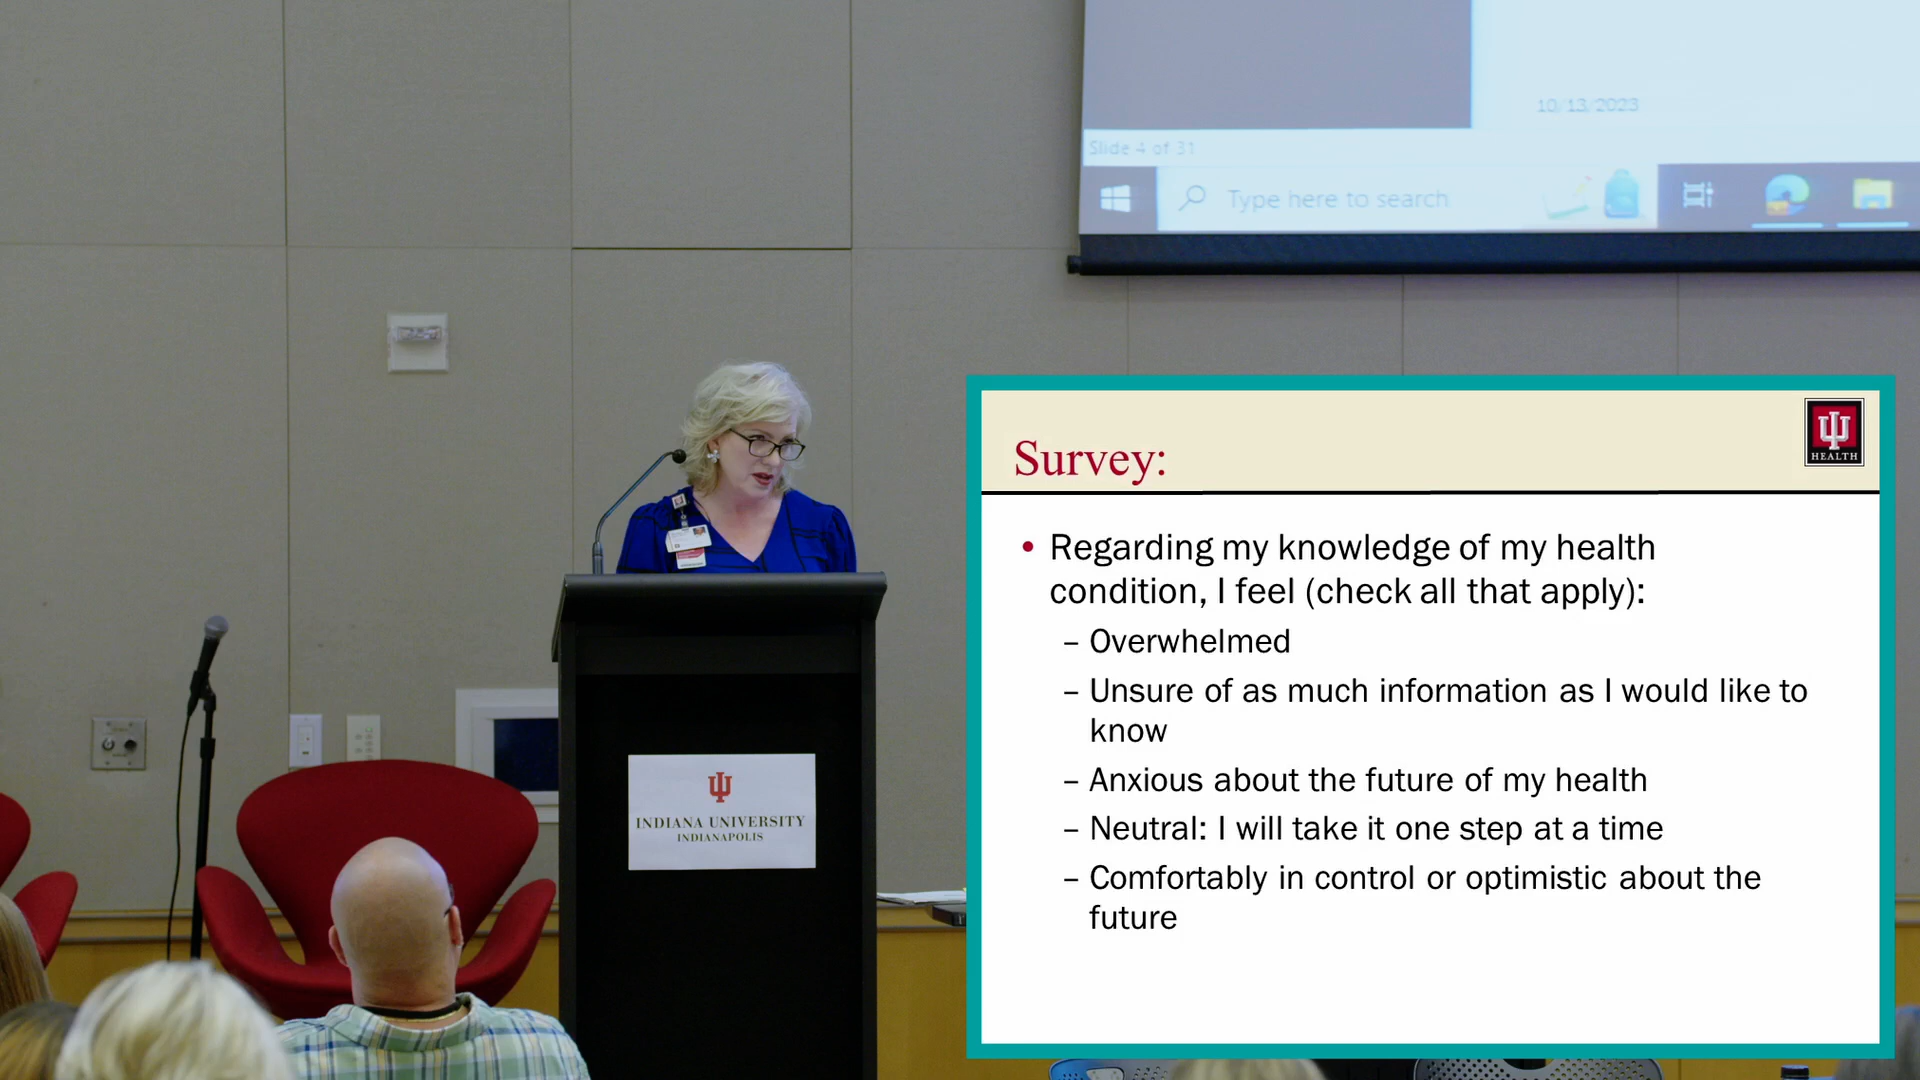 10/13/2023
Slide 4 of 31
Type here to search
HEALTH
Survey:
• Regarding my knowledge of my health
condition, I feel (check all that apply):
– Overwhelmed
– Unsure of as much information as I would like to
know
– Anxious about the future of my health
– Neutral: I will take it one step at a time
– Comfortably in control or optimistic about the
future
INDIANA UNIVERSITY
INDIANAPOLIS